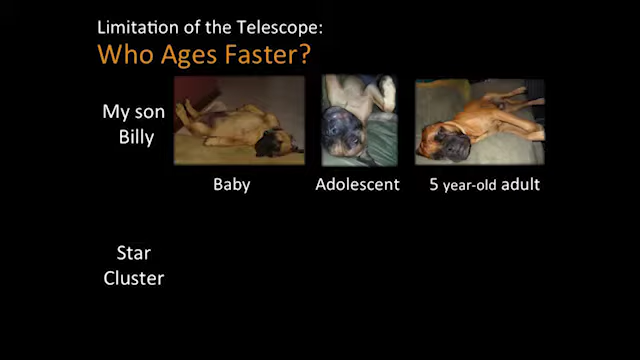 Limitation of the Telescope:
Who Ages Faster?
My son
Billy
Baby
Adolescent
5 year-old adult
Star
Cluster